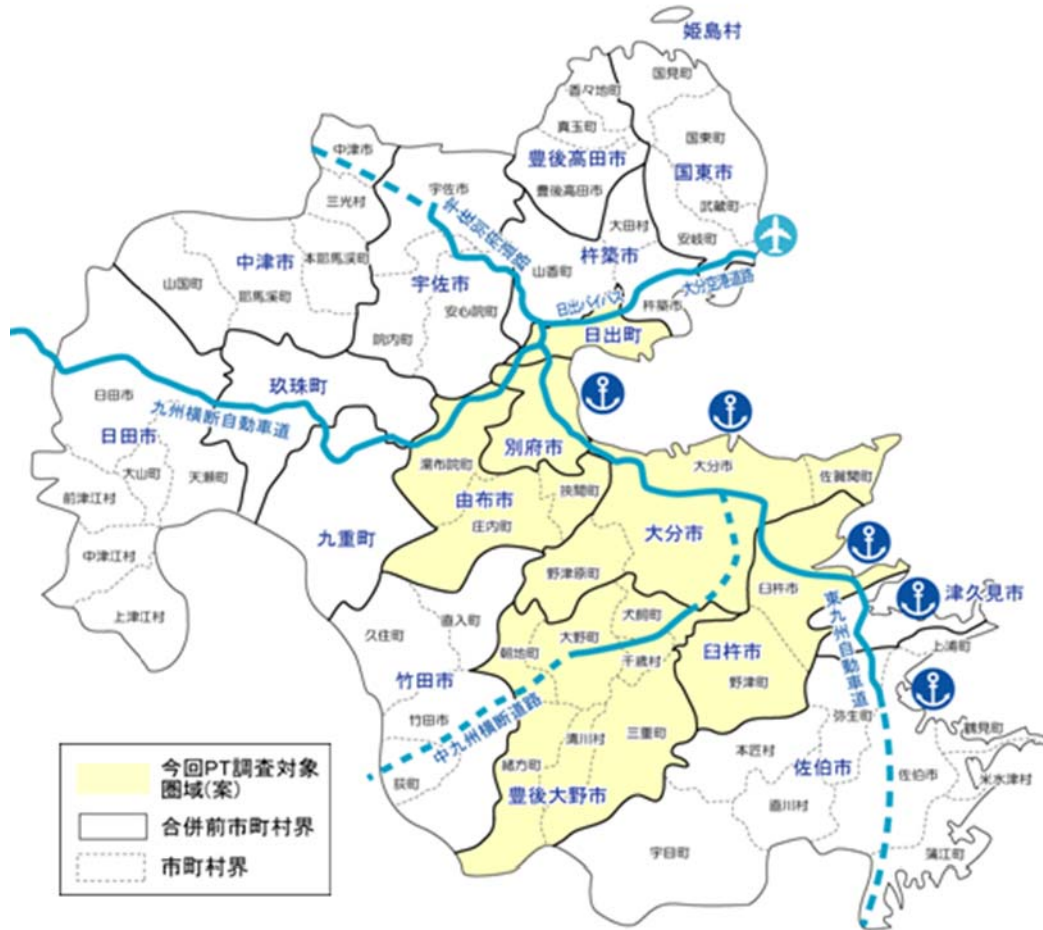 姫島村
国見町
香々地町
真玉町
国東町
中津市
豊後高田市
国東市
宇佐市
豊後高田市
武蔵町
三光村
大田村
安岐町
宇佐別府道路
杵築市
中津市
本耶馬渓町
山香町
大分空港道路
山国町
宇佐市
日出バイパス
杵築市
耶馬溪町
安心院町
院内町
日出町
玖珠町
日田市
九州横断自動車道
別府市
大分市
日田市
湯布院町
佐賀関町
大山町
天瀬町
挾間町
由布市
前津江村
庄内町
大分市
九重町
中津江村
野津原町
臼杵市
津久見市
上津江村
直入町
犬飼町
久住町
大野町
東九州自動車道
上浦町
朝地町
千歳村
臼杵市
竹田市
野津町
弥生町
竹田市
中九州横断道路
鶴見町
清川村
三重町
本匠村
佐伯市
佐伯市
荻町
緒方町
米水津村
豊後大野市
直川村
宇目町
蒲江町
今回PT調査対象
圏域(案)
合併前市町村界
市町村界